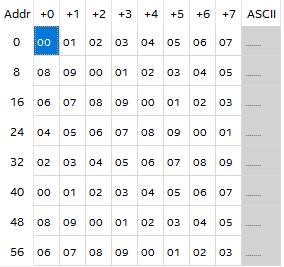 Addr +0 +1 +2 +3 +4 +5 +6 +7 ASCII
0 00 01 02 03 04 05 06 07 ........
8 08 09 00 01 02 03 04 05 ........
16 06 07 08 09 00 01 02 03 ........
24 04 05 06 07 08 09 00 01 ........
32 02 03 04 05 06 07 08 09 ........
40 00 01 02 03 04 05 06 07 ........
48 08 09 00 01 02 03 04 05 ........
56 06 07 08 09 00 01 02 03 ........